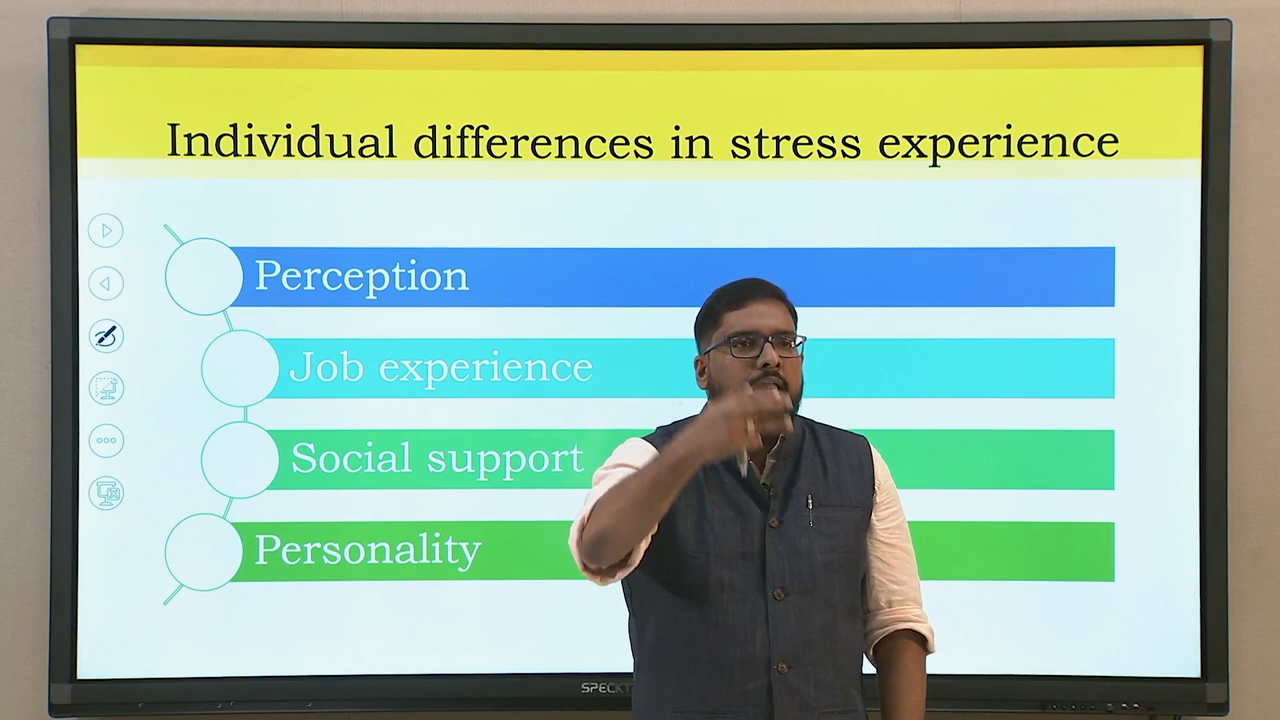 Individual differences in stress experience
Perception
Job experience
Social support
Personality